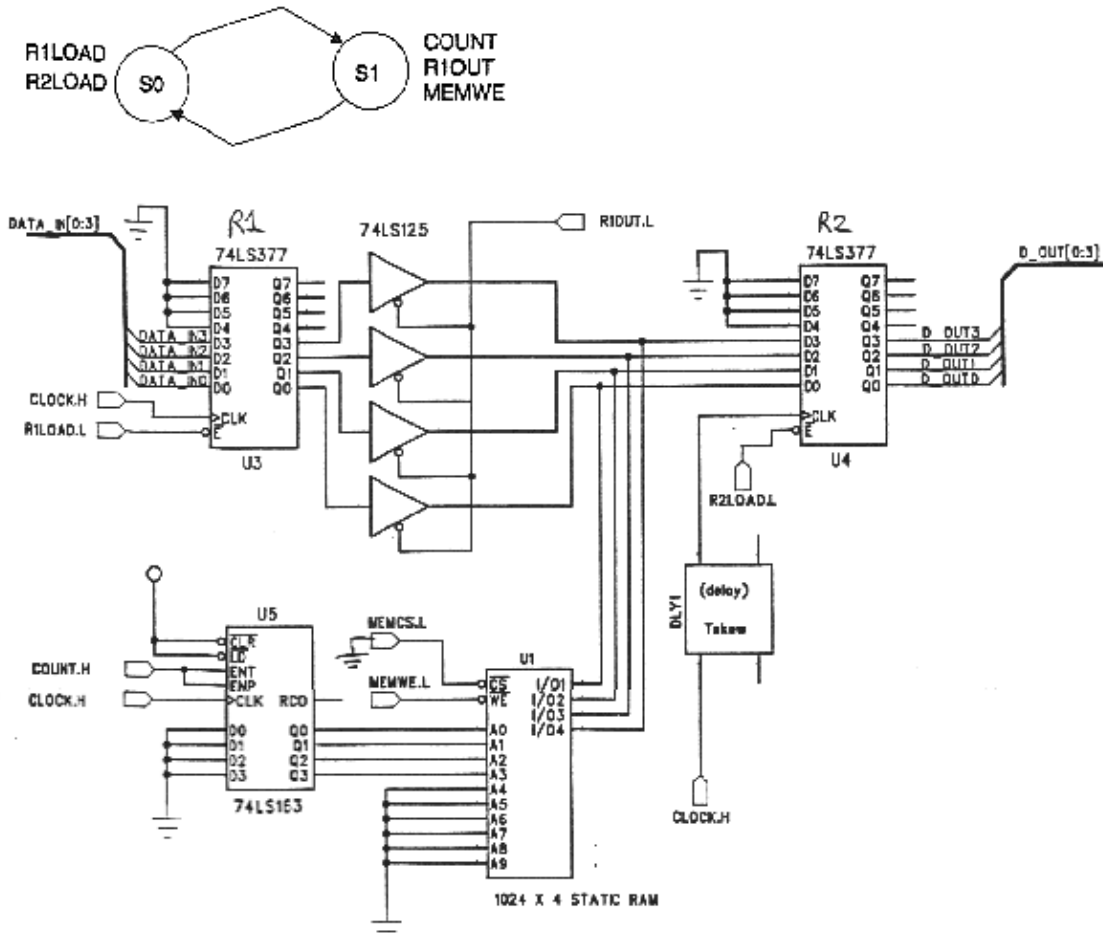 R1LOAD
R2LOAD
S0
S1
COUNT
R1OUT
MEMWE
DATA_IN[0:3]
R1
74LS377
74LS125
R1OUT.L
R2
74LS377
D_OUT[0:3]
D7 Q7
D6 Q6
D5 Q5
D4 Q4
DATA_IN3 D3 Q3
DATA_IN2 D2 Q2
DATA_IN1 D1 Q1
DATA_IN0 D0 Q0
CLOCK.H
CLK
R1LOAD.L
E
U3
D7 Q7
D6 Q6
D5 Q5
D4 Q4
D3 Q3 D_OUT3
D2 Q2 D_OUT2
D1 Q1 D_OUT1
D0 Q0 D_OUT0
CLK
E
U4
R2LOAD.L
DLY1
(delay)
Tskew
CLOCK.H
U5
CLR
LD
COUNT.H
ENT
ENP
CLOCK.H
CLK RCO
D0 Q0
D1 Q1
D2 Q2
D3 Q3
74LS163
MEMCS.L
MEMWE.L
U1
CS I/O1
WE I/O2
I/O3
I/O4
A0
A1
A2
A3
A4
A5
A6
A7
A8
A9
1024 X 4 STATIC RAM